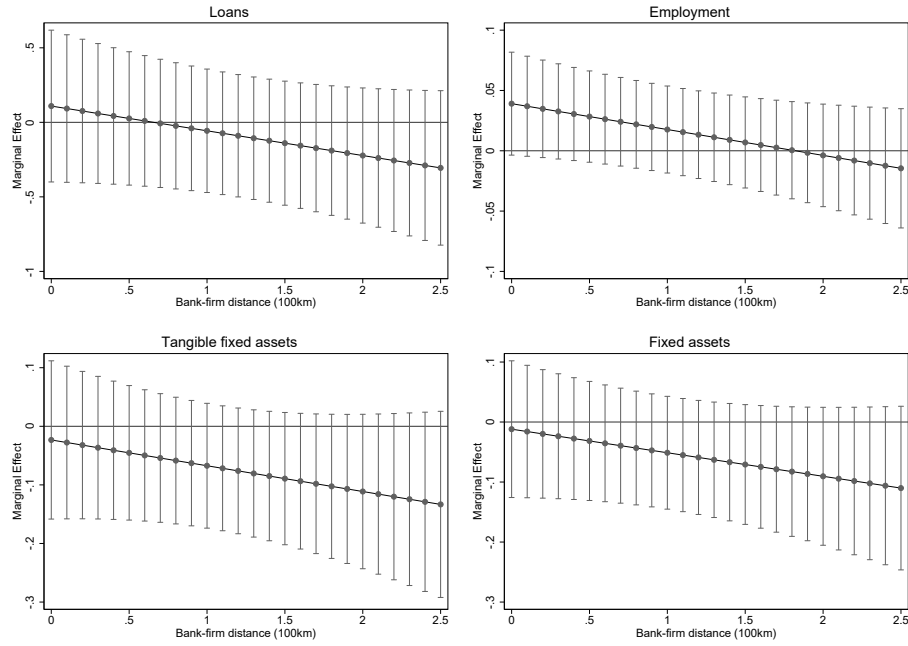 Loans
Marginal Effect
.5
0
-.5
-1
0 .5 1 1.5 2 2.5
Bank-firm distance (100km)
Employment
Marginal Effect
.1
.05
0
-.05
-.1
0 .5 1 1.5 2 2.5
Bank-firm distance (100km)
Tangible fixed assets
Marginal Effect
.1
0
-.1
-.2
-.3
0 .5 1 1.5 2 2.5
Bank-firm distance (100km)
Fixed assets
Marginal Effect
.1
0
-.1
-.2
-.3
0 .5 1 1.5 2 2.5
Bank-firm distance (100km)